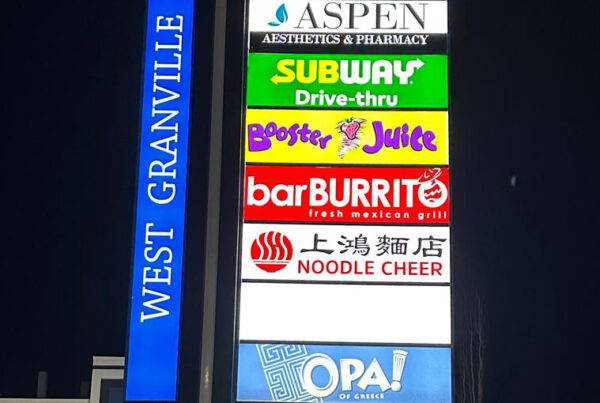 WEST GRANVILLE
ASPEN
AESTHETICS & PHARMACY
SUBWAY
Drive-thru
Booster Juice
barBURRITO
fresh mexican grill
上鴻麵店
NOODLE CHEER
OPA!
OF GREECE